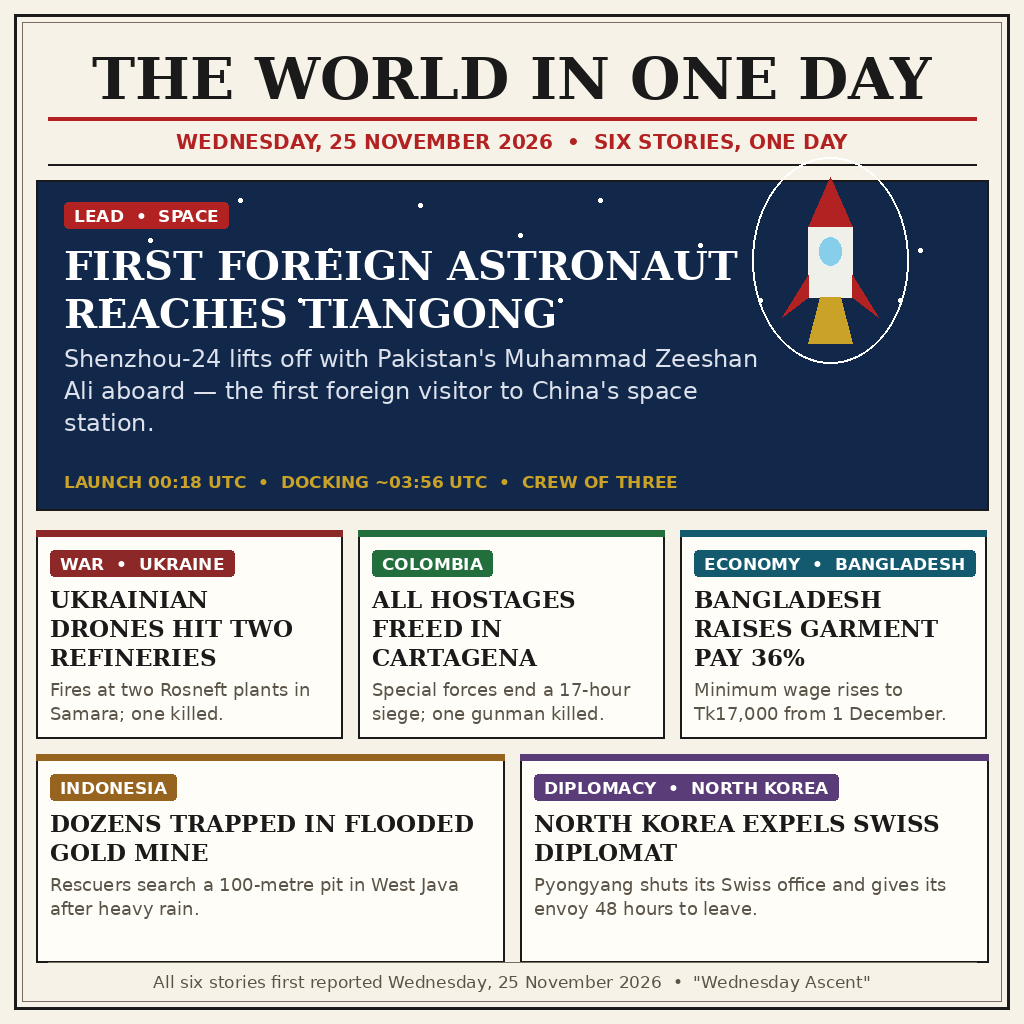 THE WORLD IN ONE DAY
WEDNESDAY, 25 NOVEMBER 2026 • SIX STORIES, ONE DAY
LEAD • SPACE
FIRST FOREIGN ASTRONAUT
REACHES TIANGONG
Shenzhou-24 lifts off with Pakistan's Muhammad Zeeshan
Ali aboard — the first foreign visitor to China's space
station.
LAUNCH 00:18 UTC • DOCKING ~03:56 UTC • CREW OF THREE
WAR • UKRAINE
UKRAINIAN
DRONES HIT TWO
REFINERIES
Fires at two Rosneft plants in
Samara; one killed.
COLOMBIA
ALL HOSTAGES
FREED IN
CARTAGENA
Special forces end a 17-hour
siege; one gunman killed.
ECONOMY • BANGLADESH
BANGLADESH
RAISES GARMENT
PAY 36%
Minimum wage rises to
Tk17,000 from 1 December.
INDONESIA
DOZENS TRAPPED IN FLOODED
GOLD MINE
Rescuers search a 100-metre pit in West Java
after heavy rain.
DIPLOMACY • NORTH KOREA
NORTH KOREA EXPELS SWISS
DIPLOMAT
Pyongyang shuts its Swiss office and gives its
envoy 48 hours to leave.
All six stories first reported Wednesday, 25 November 2026 • "Wednesday Ascent"